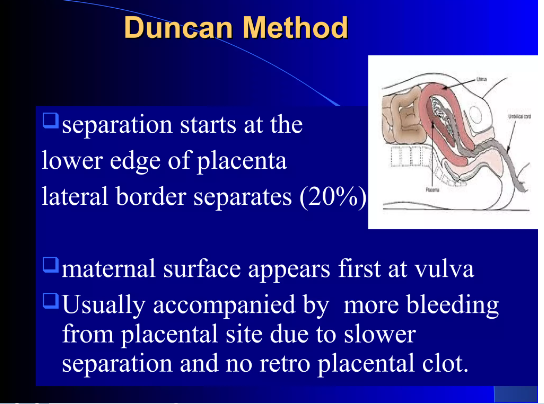 Duncan Method
separation starts at the
lower edge of placenta
lateral border separates (20%)
maternal surface appears first at vulva
Usually accompanied by more bleeding
from placental site due to slower
separation and no retro placental clot.
Uterus
Umbilical cord
Placenta